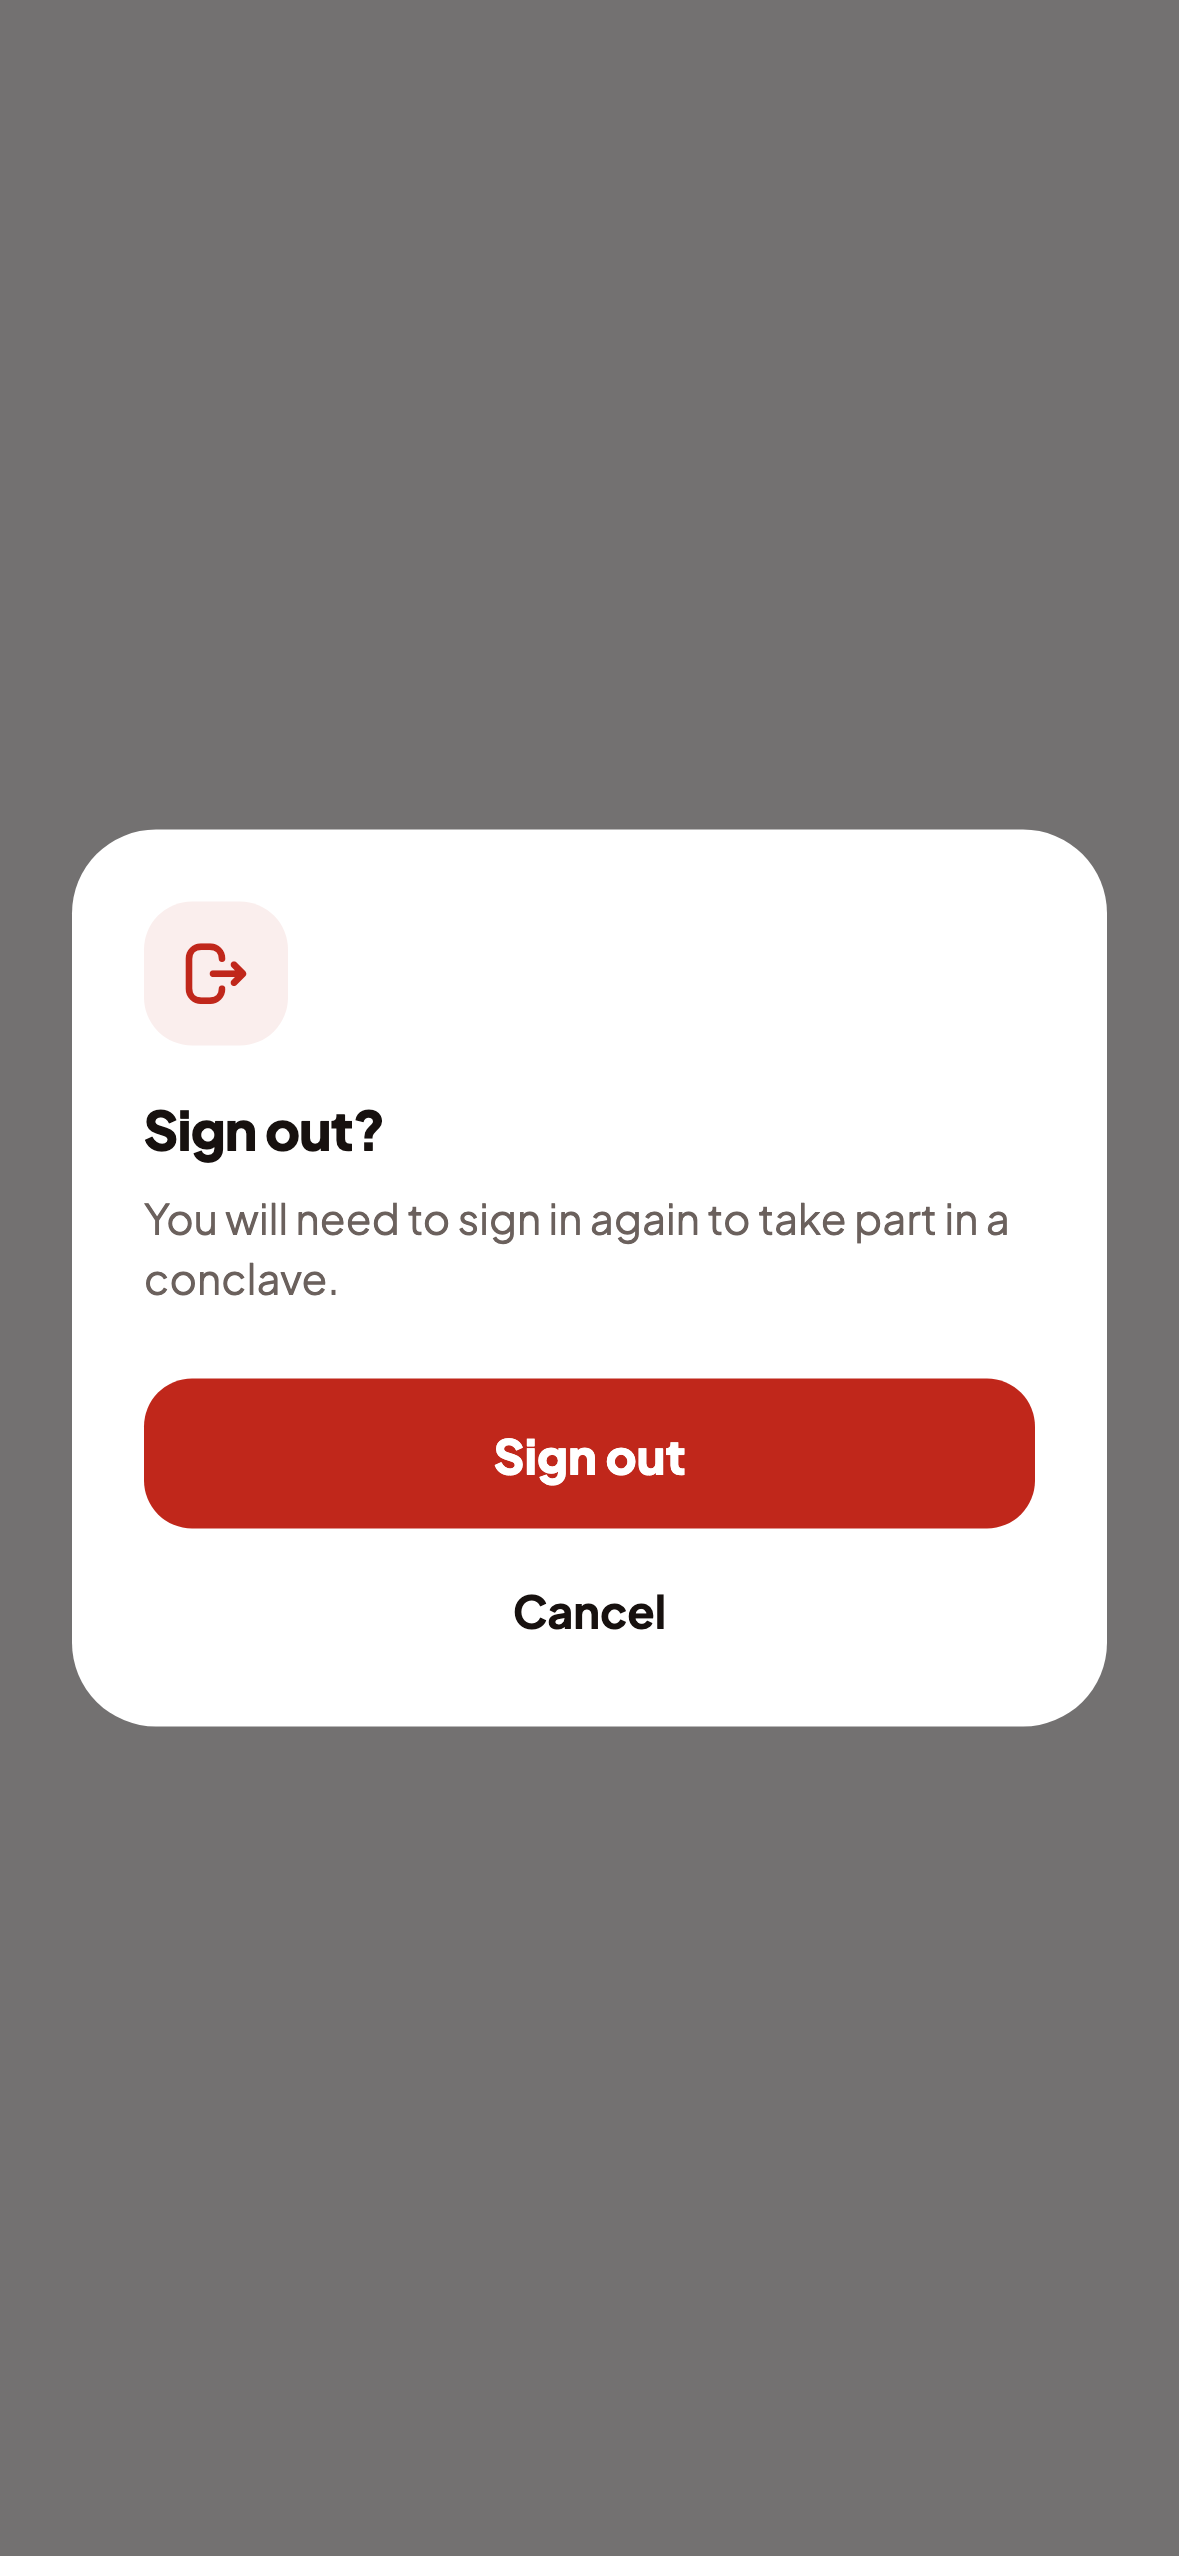 Sign out?
You will need to sign in again to take part in a
conclave.
Sign out
Cancel